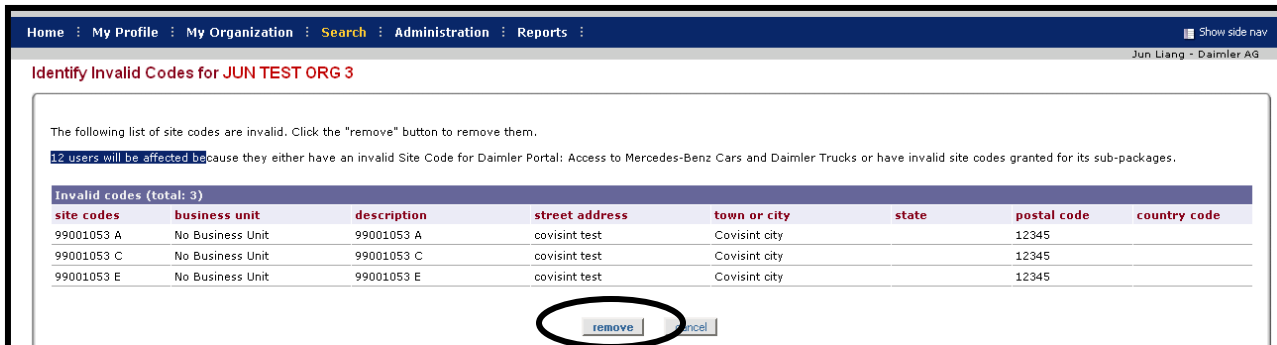 Home : My Profile : My Organization : Search : Administration : Reports : Show side nav
Jun Liang - Daimler AG
Identify Invalid Codes for JUN TEST ORG 3
The following list of site codes are invalid. Click the "remove" button to remove them.
12 users will be affected because they either have an invalid Site Code for Daimler Portal: Access to Mercedes-Benz Cars and Daimler Trucks or have invalid site codes granted for its sub-packages.
Invalid codes (total: 3)
site codes business unit description street address town or city state postal code country code
99001053 A No Business Unit 99001053 A covisint test Covisint city 12345
99001053 C No Business Unit 99001053 C covisint test Covisint city 12345
99001053 E No Business Unit 99001053 E covisint test Covisint city 12345
remove cancel